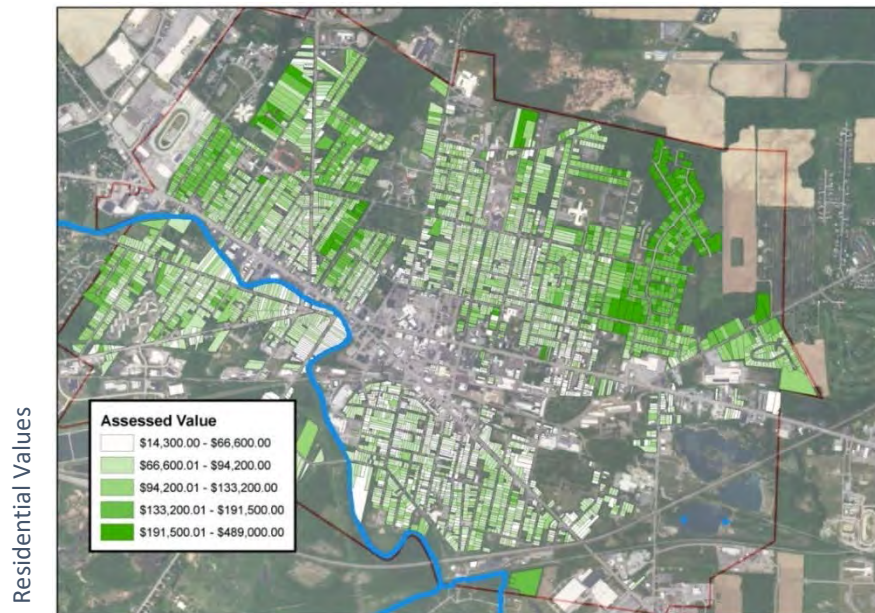 Residential Values
Assessed Value
$14,300.00 - $66,600.00
$66,600.01 - $94,200.00
$94,200.01 - $133,200.00
$133,200.01 - $191,500.00
$191,500.01 - $489,000.00